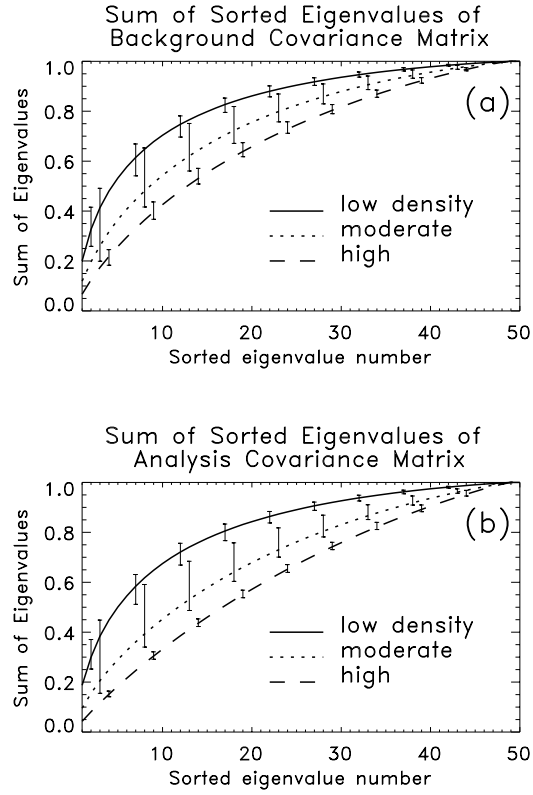 Sum of Sorted Eigenvalues of
Background Covariance Matrix
1.0
0.8
0.6
0.4
0.2
0.0
Sum of Eigenvalues
(a)
low density
moderate
high
10 20 30 40 50
Sorted eigenvalue number
Sum of Sorted Eigenvalues of
Analysis Covariance Matrix
1.0
0.8
0.6
0.4
0.2
0.0
Sum of Eigenvalues
(b)
low density
moderate
high
10 20 30 40 50
Sorted eigenvalue number